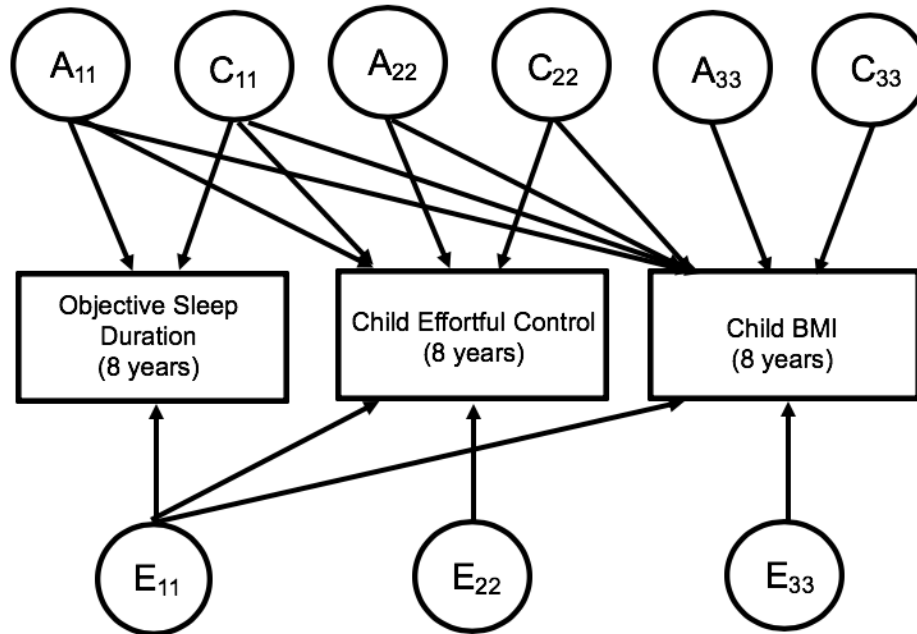 A₁₁
C₁₁
A₂₂
C₂₂
A₃₃
C₃₃
Objective Sleep
Duration
(8 years)
Child Effortful Control
(8 years)
Child BMI
(8 years)
E₁₁
E₂₂
E₃₃